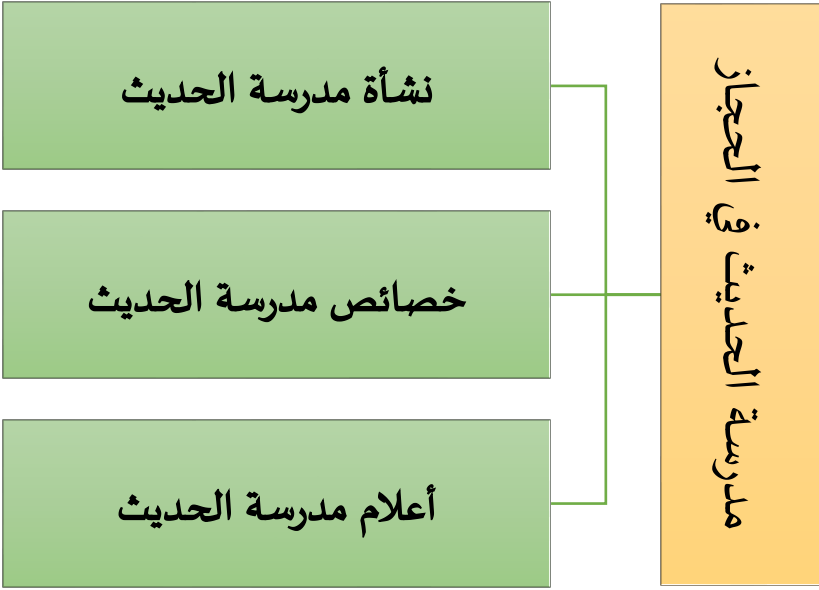 مدرسة الحديث في الحجاز
نشأة مدرسة الحديث
خصائص مدرسة الحديث
أعلام مدرسة الحديث